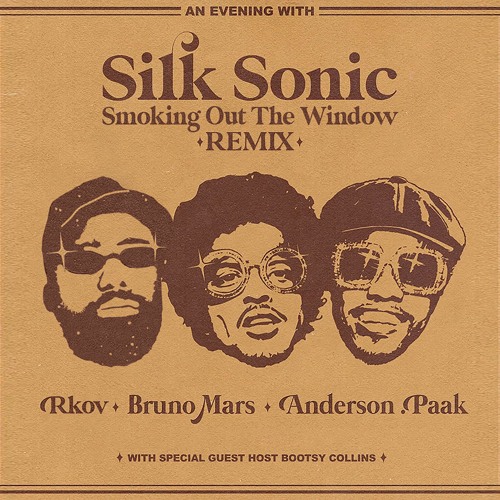 AN EVENING WITH
Silk Sonic
Smoking Out The Window
✦REMIX✦
Rkov ✦ Bruno Mars ✦ Anderson .Paak
✦ WITH SPECIAL GUEST HOST BOOTSY COLLINS ✦